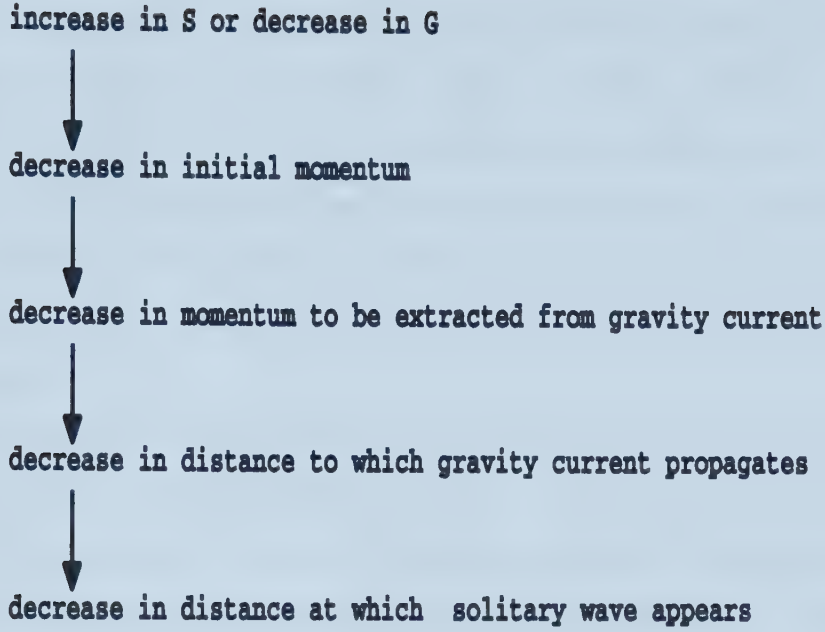 increase in S or decrease in G
decrease in initial momentum
decrease in momentum to be extracted from gravity current
decrease in distance to which gravity current propagates
decrease in distance at which solitary wave appears